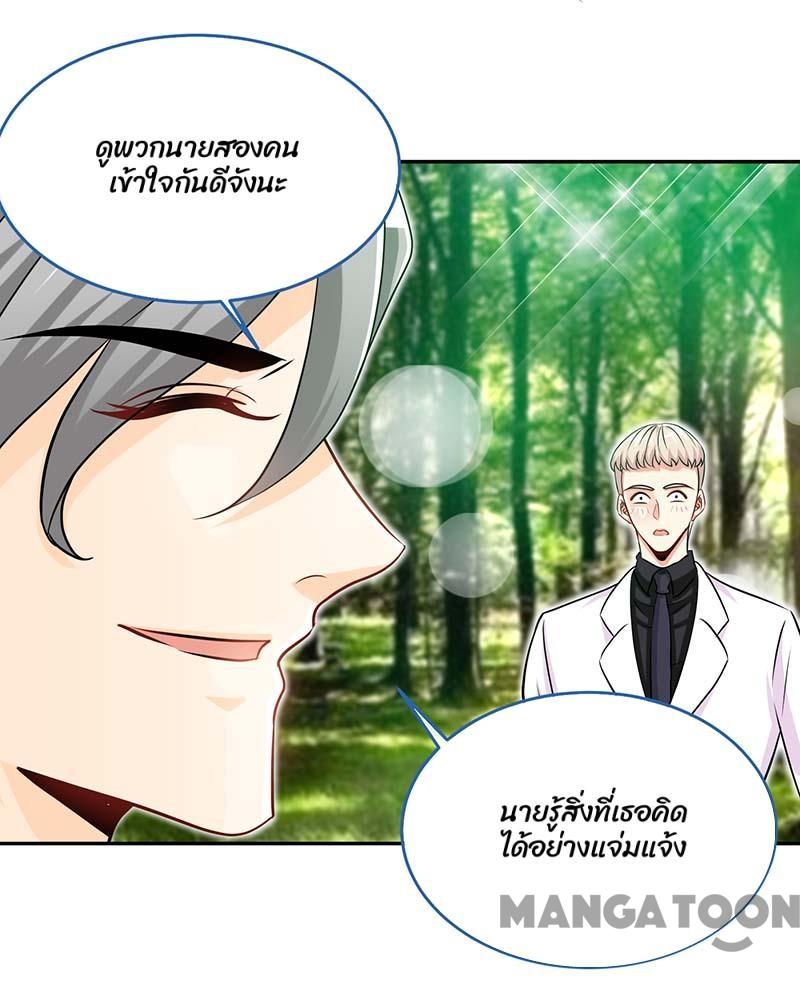 ดูพวกนายสองคน
เข้าใจกันดีจังนะ
นายรู้สิ่งที่เธอคิด
ได้อย่างแจ่มแจ้ง
MANGATOON